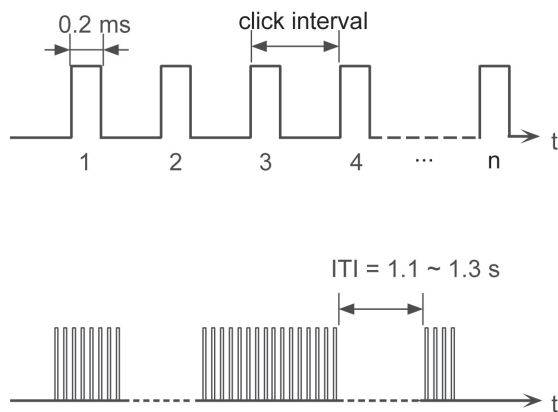 0.2 ms
click interval
1 2 3 4 ... n
t
ITI = 1.1 ~ 1.3 s
t